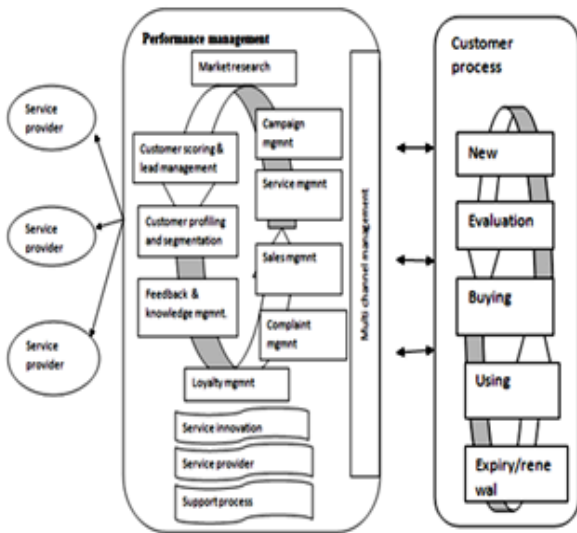 Performance management
Market research
Campaign
mgmnt
Customer scoring &
lead management
Service mgmnt
Customer profiling
and segmentation
Sales mgmnt
Feedback &
knowledge mgmnt.
Complaint
mgmnt
Loyalty mgmnt
Service innovation
Service provider
Support process
Multi channel management
Service
provider
Service
provider
Service
provider
Customer
process
New
Evaluation
Buying
Using
Expiry/rene
wal